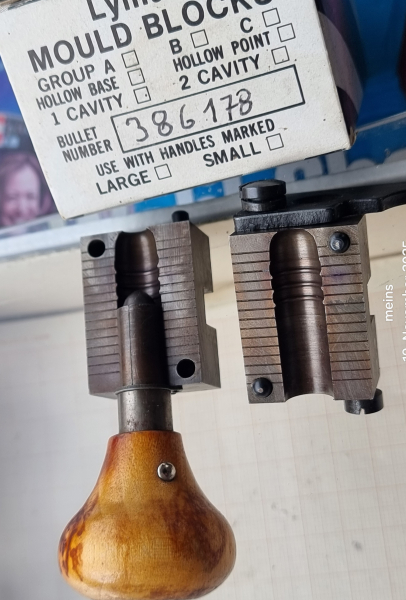 MOULD BLOCKS
GROUP A B C
HOLLOW BASE HOLLOW POINT
1 CAVITY 2 CAVITY
BULLET NUMBER 386178
USE WITH HANDLES MARKED
LARGE SMALL
meins